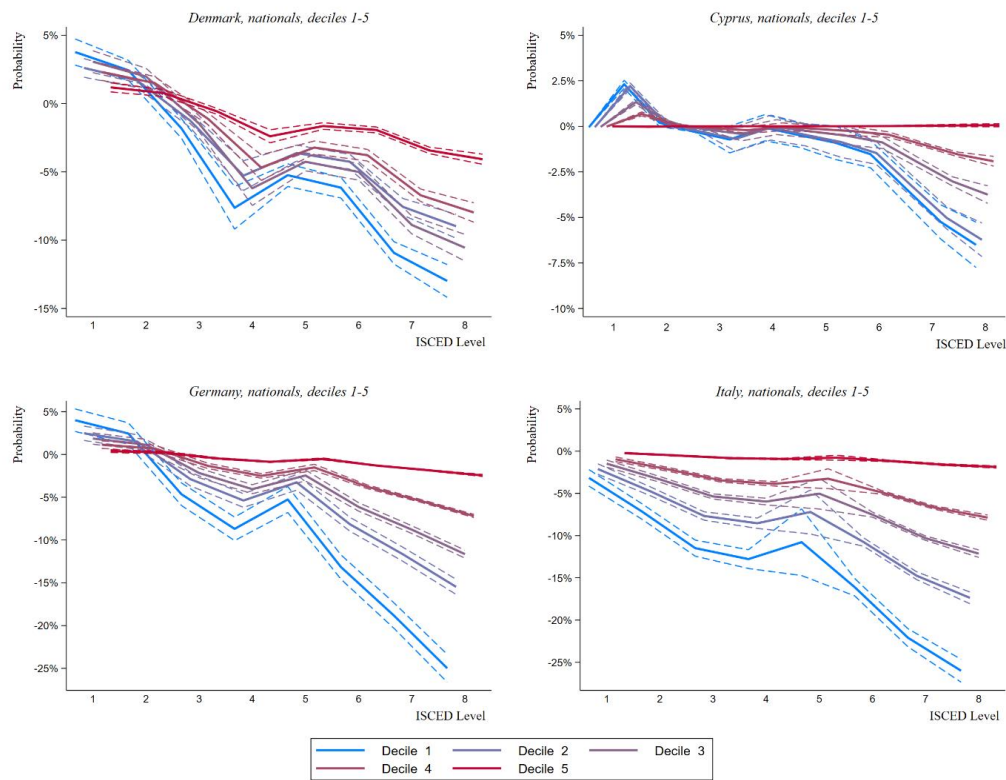 Denmark, nationals, deciles 1-5
Probability
5%
0%
-5%
-10%
-15%
1 2 3 4 5 6 7 8
ISCED Level
Cyprus, nationals, deciles 1-5
Probability
5%
2.5%
0%
-2.5%
-5%
-7.5%
-10%
1 2 3 4 5 6 7 8
ISCED Level
Germany, nationals, deciles 1-5
Probability
5%
0%
-5%
-10%
-15%
-20%
-25%
1 2 3 4 5 6 7 8
ISCED Level
Italy, nationals, deciles 1-5
Probability
5%
0%
-5%
-10%
-15%
-20%
-25%
1 2 3 4 5 6 7 8
ISCED Level
Decile 1 Decile 2 Decile 3
Decile 4 Decile 5